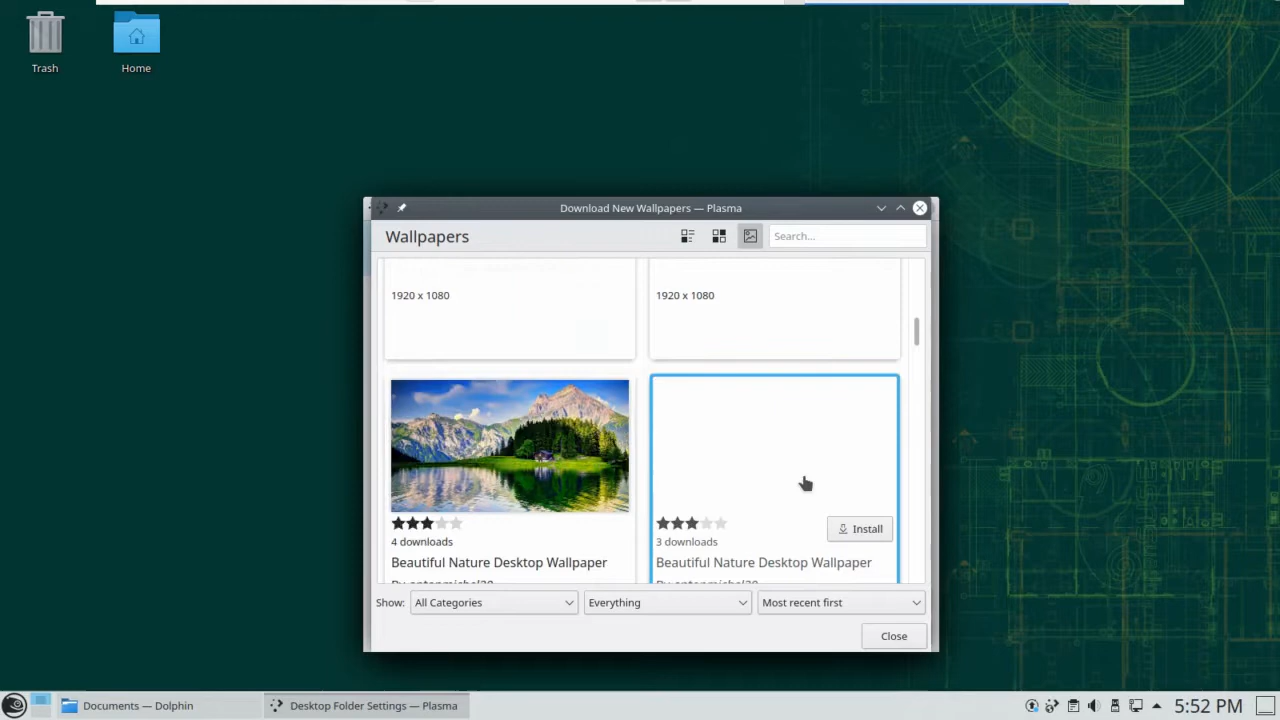 Trash
Home
Download New Wallpapers — Plasma
Wallpapers
Search...
1920 x 1080
1920 x 1080
4 downloads
Beautiful Nature Desktop Wallpaper
3 downloads
Install
Beautiful Nature Desktop Wallpaper
Show:
All Categories
Everything
Most recent first
Close
Documents — Dolphin
Desktop Folder Settings — Plasma
5:52 PM